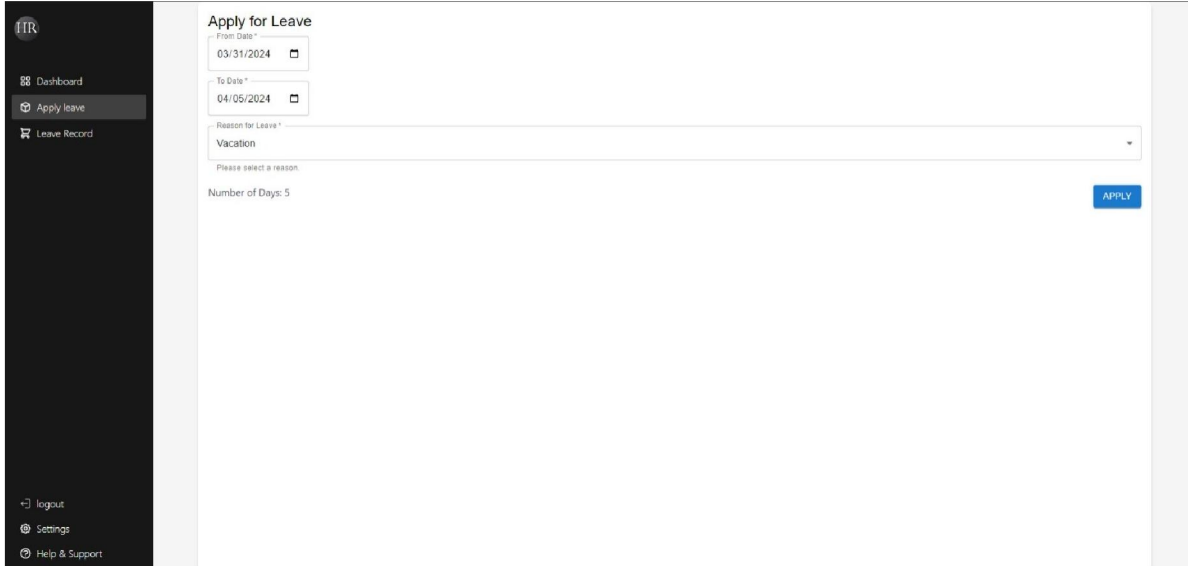 HR
Dashboard
Apply leave
Leave Record
logout
Settings
Help & Support
Apply for Leave
From Date *
03/31/2024
To Date *
04/05/2024
Reason for Leave *
Vacation
Please select a reason.
Number of Days: 5
APPLY